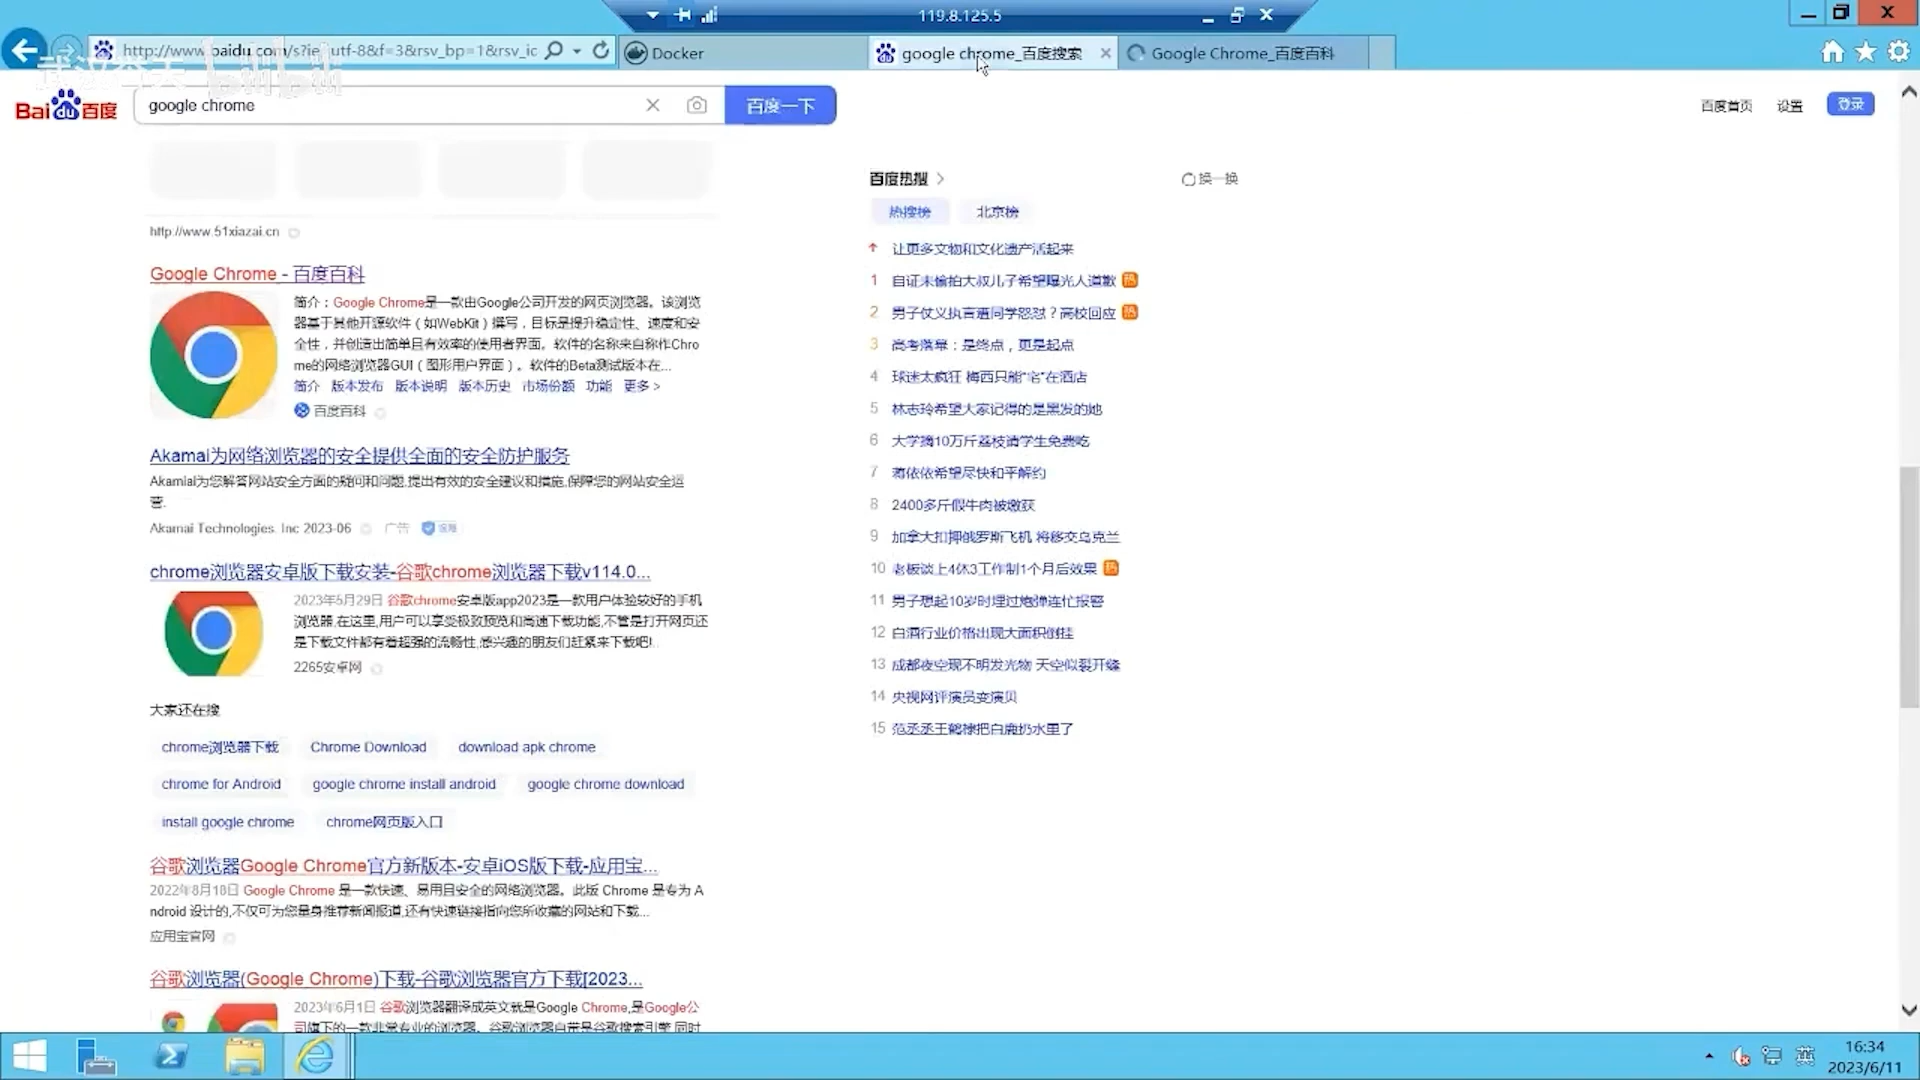 119.8.125.5
http://www.baidu.com/s?ie=utf-8&f=3&rsv_bp=1&rsv_ic
Docker
google chrome_百度搜索
Google Chrome_百度百科
bilibili
Bai du 百度
google chrome
百度一下
百度首页
设置
登录
http://www.51xiazai.cn
Google Chrome - 百度百科
简介：Google Chrome是一款由Google公司开发的网页浏览器。该浏览
器基于其他开源软件（如WebKit）撰写，目标是提升稳定性、速度和安
全性，并创造出简单且有效率的使用者界面。软件的名称来自称作Chro
me的网络浏览器GUI（图形用户界面）。软件的Beta测试版本在...
简介 版本发布 版本说明 版本历史 市场份额 功能 更多 >
百度百科
Akamai为网络浏览器的安全提供全面的安全防护服务
Akamiai为您解答网站安全方面的疑问和问题,提出有效的安全建议和措施,保障您的网站安全运
营.
Akamai Technologies. Inc 2023-06 广告 保障
chrome浏览器安卓版下载安装-谷歌chrome浏览器下载v114.0...
2023年5月29日 谷歌chrome安卓版app2023是一款用户体验较好的手机
浏览器,在这里,用户可以享受极致预览和高速下载功能,不管是打开网页还
是下载文件都有着超强的流畅性,感兴趣的朋友们赶紧来下载吧!
2265安卓网
大家还在搜
chrome浏览器下载
Chrome Download
download apk chrome
chrome for Android
google chrome install android
google chrome download
install google chrome
chrome网页版入口
谷歌浏览器Google Chrome官方新版本-安卓iOS版下载-应用宝...
2022年8月18日 Google Chrome 是一款快速、易用且安全的网络浏览器。此版 Chrome 是专为 A
ndroid 设计的,不仅可为您量身推荐新闻报道,还有快速链接指向您所收藏的网站和下载...
应用宝官网
谷歌浏览器(Google Chrome)下载-谷歌浏览器官方下载[2023...
2023年6月1日 谷歌浏览器翻译成英文就是Google Chrome,是Google公
司旗下的一款非常专业的浏览器。谷歌浏览器自带是谷歌搜索引擎,同时
百度热搜
换一换
热搜榜
北京榜
让更多文物和文化遗产活起来
1 自证未偷拍大叔儿子希望曝光人道歉 热
2 男子仗义执言遭同学怒怼？高校回应 热
3 高考落幕：是终点，更是起点
4 球迷太疯狂 梅西只能“宅”在酒店
5 林志玲希望大家记得的是黑发的她
6 大学摘10万斤荔枝请学生免费吃
7 蒋依依希望尽快和平解约
8 2400多斤假牛肉被缴获
9 加拿大扣押俄罗斯飞机 将移交乌克兰
10 老板谈上4休3工作制1个月后效果 热
11 男子想起10岁时埋过炮弹连忙报警
12 白酒行业价格出现大面积倒挂
13 成都夜空现不明发光物 天空似裂开缝
14 央视网评演员变演贝
15 范丞丞王鹤棣把白鹿扔水里了
英
16:34
2023/6/11